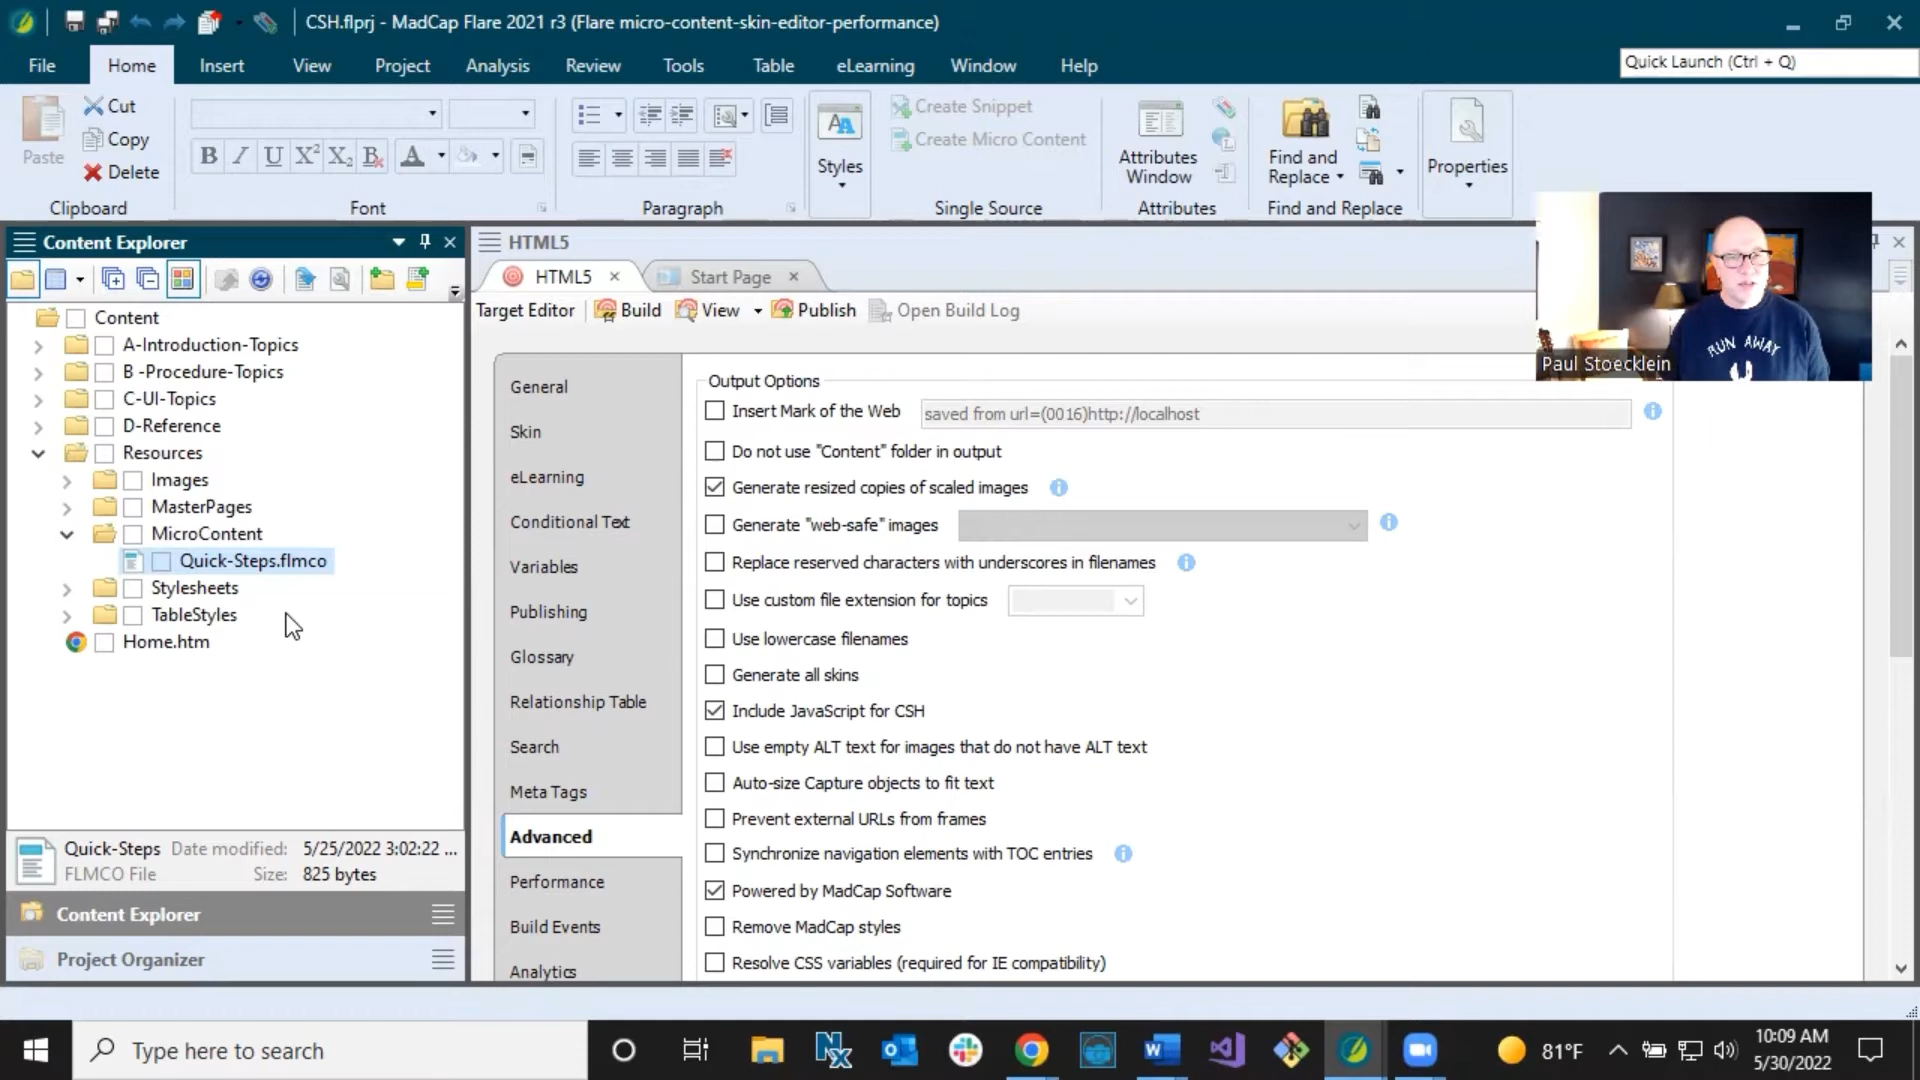 CSH.flprj - MadCap Flare 2021 r3 (Flare micro-content-skin-editor-performance)
File Home Insert View Project Analysis Review Tools Table eLearning Window Help
Quick Launch (Ctrl + Q)
Paste
Cut
Copy
Delete
Clipboard
B I U X² X₂ B
A
Font
Paragraph
Styles
Create Snippet
Create Micro Content
Single Source
Attributes
Window
Attributes
Find and
Replace
Find and Replace
Properties
Content Explorer
Content
A-Introduction-Topics
B -Procedure-Topics
C-UI-Topics
D-Reference
Resources
Images
MasterPages
MicroContent
Quick-Steps.flmco
Stylesheets
TableStyles
Home.htm
Quick-Steps Date modified: 5/25/2022 3:02:22 ...
FLMCO File Size: 825 bytes
Content Explorer
Project Organizer
HTML5
HTML5 Start Page
Target Editor Build View Publish Open Build Log
General
Skin
eLearning
Conditional Text
Variables
Publishing
Glossary
Relationship Table
Search
Meta Tags
Advanced
Performance
Build Events
Analytics
Output Options
Insert Mark of the Web saved from url=(0016)http://localhost
Do not use "Content" folder in output
Generate resized copies of scaled images
Generate "web-safe" images
Replace reserved characters with underscores in filenames
Use custom file extension for topics
Use lowercase filenames
Generate all skins
Include JavaScript for CSH
Use empty ALT text for images that do not have ALT text
Auto-size Capture objects to fit text
Prevent external URLs from frames
Synchronize navigation elements with TOC entries
Powered by MadCap Software
Remove MadCap styles
Resolve CSS variables (required for IE compatibility)
RUN AWAY
Paul Stoecklein
Type here to search
81°F
10:09 AM
5/30/2022